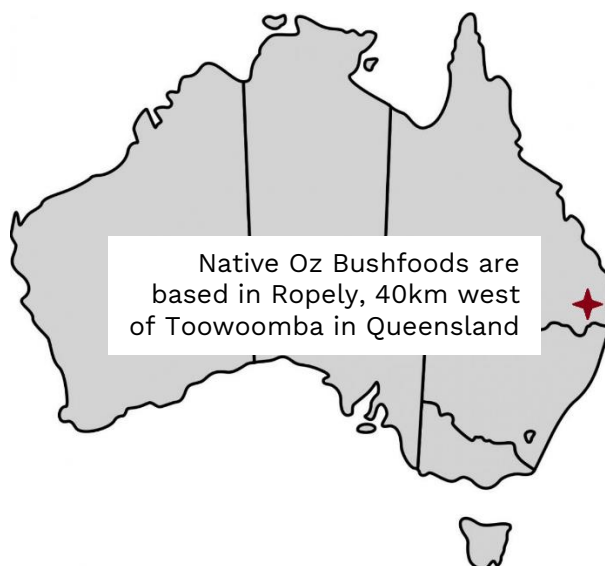 Native Oz Bushfoods are
based in Ropely, 40km west
of Toowoomba in Queensland